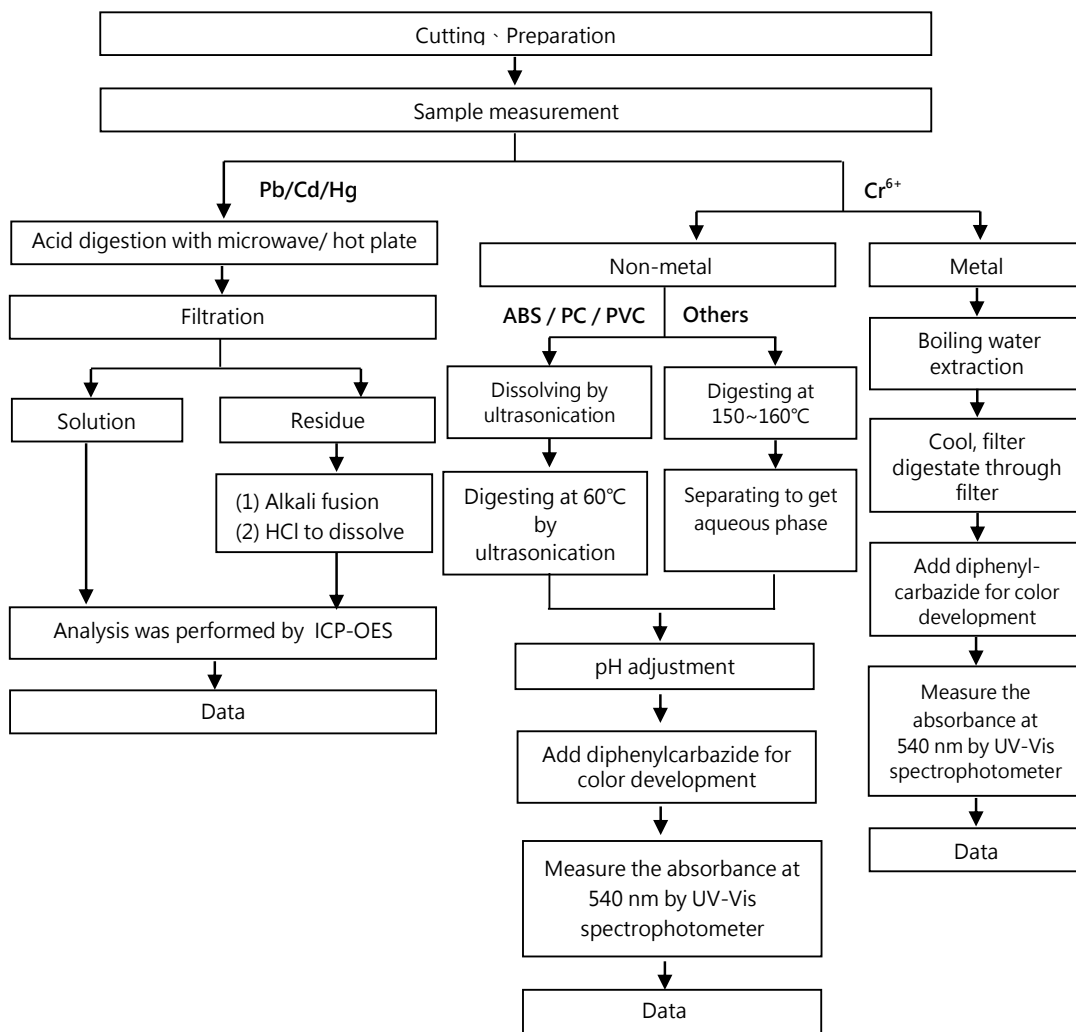 Cutting、Preparation
Sample measurement
Pb/Cd/Hg
Cr⁶⁺
Acid digestion with microwave/ hot plate
Filtration
Solution
Residue
(1) Alkali fusion
(2) HCl to dissolve
Analysis was performed by ICP-OES
Data
Non-metal
ABS / PC / PVC
Others
Dissolving by
ultrasonication
Digesting at 60℃
by
ultrasonication
Digesting at
150~160℃
Separating to get
aqueous phase
pH adjustment
Add diphenylcarbazide for
color development
Measure the absorbance at
540 nm by UV-Vis
spectrophotometer
Data
Metal
Boiling water
extraction
Cool, filter
digestate through
filter
Add diphenyl-
carbazide for color
development
Measure the
absorbance at
540 nm by UV-Vis
spectrophotometer
Data